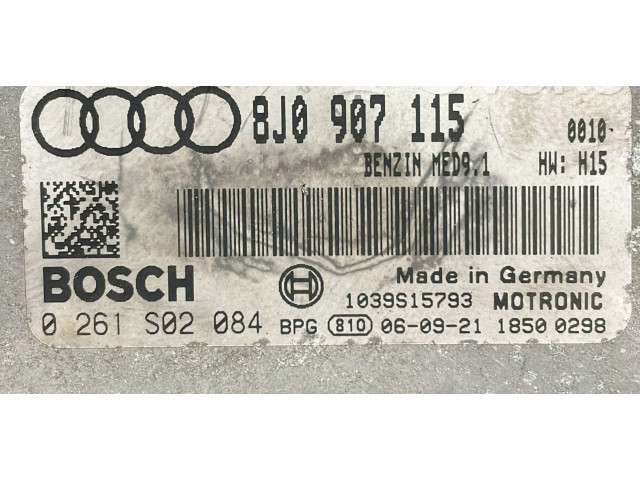 8J0 907 115 0010
BENZIN MED9.1 HW: H15
BOSCH Made in Germany
1039S15793 MOTRONIC
0 261 S02 084 BPG 810 06-09-21 1850 0298